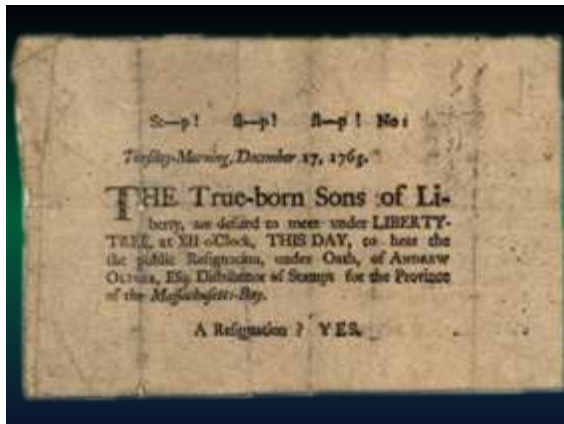 St—p! St—p! St—p! No:
Tuesday-Morning, December 17, 1765.
THE True-born Sons of Li-
berty, are desired to meet under LIBERTY-
TREE, at XII o'Clock, THIS DAY, to hear the
the public Resignation, under Oath, of ANDREW
OLIVER, Esq; Distributor of Stamps for the Province
of the Massachusetts-Bay.
A Resignation ? YES.